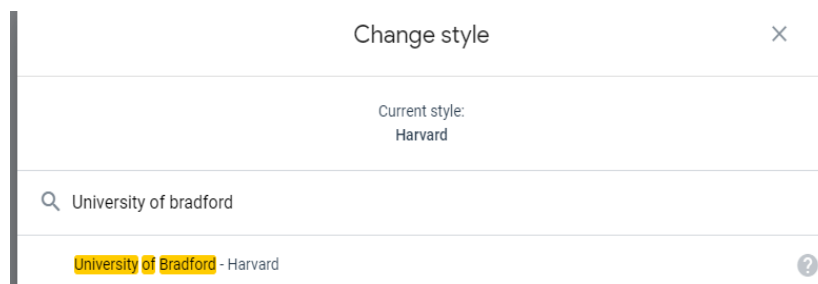 Change style
Current style:
Harvard
University of bradford
University of Bradford - Harvard
?